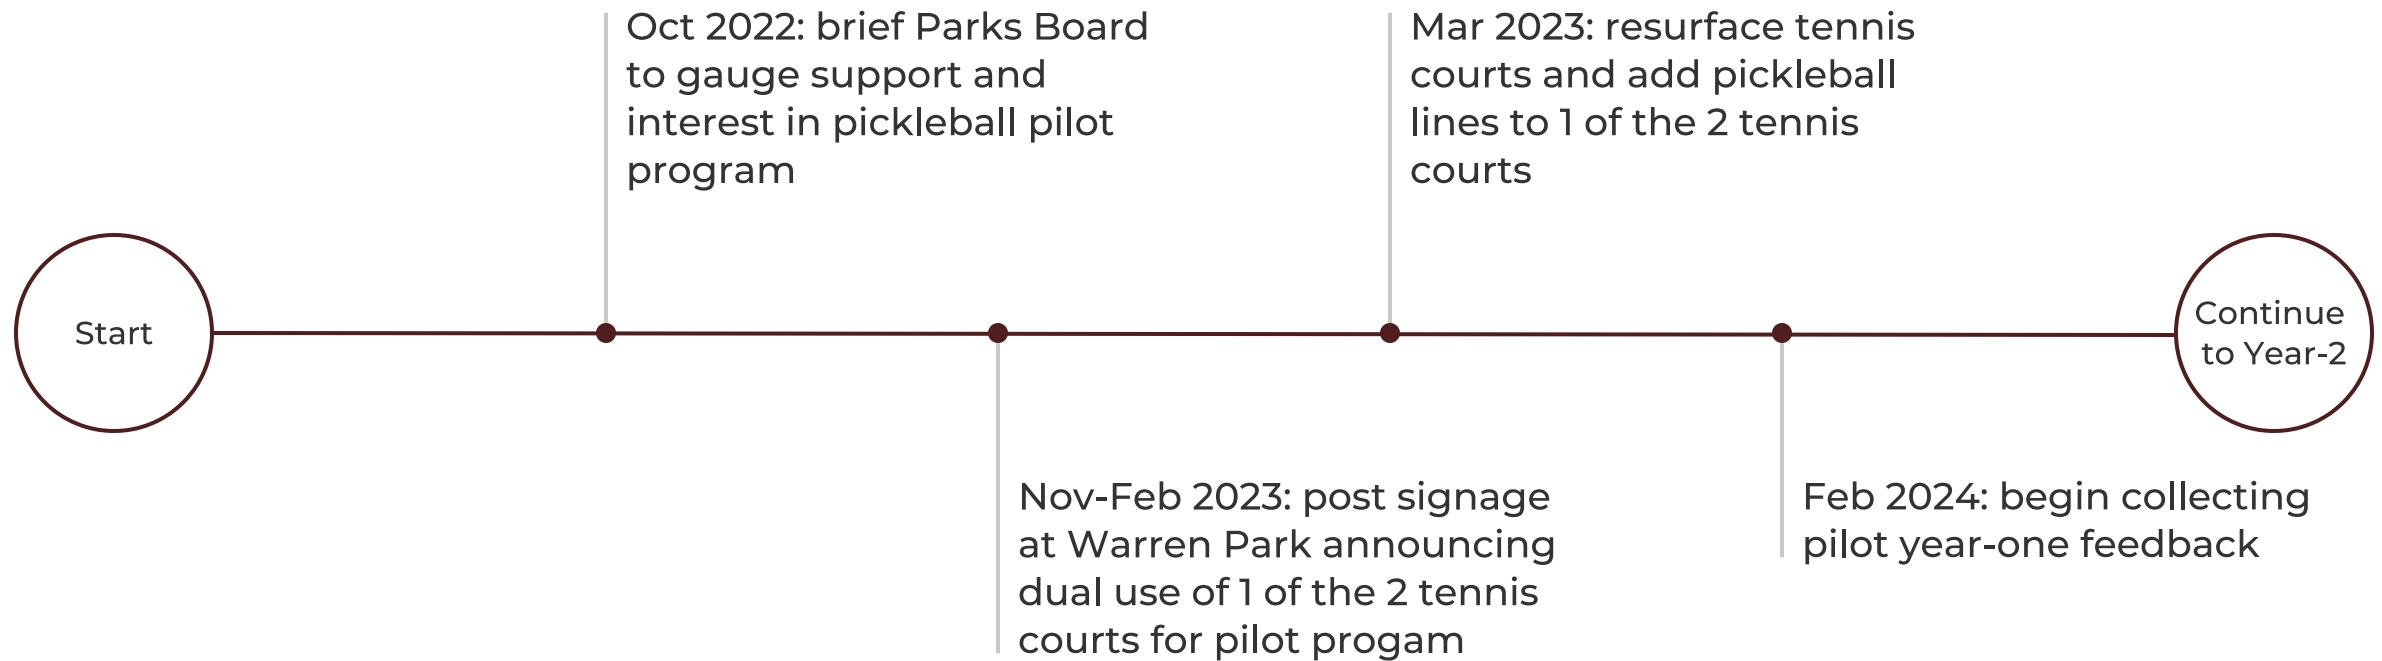 Start
Oct 2022: brief Parks Board
to gauge support and
interest in pickleball pilot
program
Nov-Feb 2023: post signage
at Warren Park announcing
dual use of 1 of the 2 tennis
courts for pilot progam
Mar 2023: resurface tennis
courts and add pickleball
lines to 1 of the 2 tennis
courts
Feb 2024: begin collecting
pilot year-one feedback
Continue
to Year-2